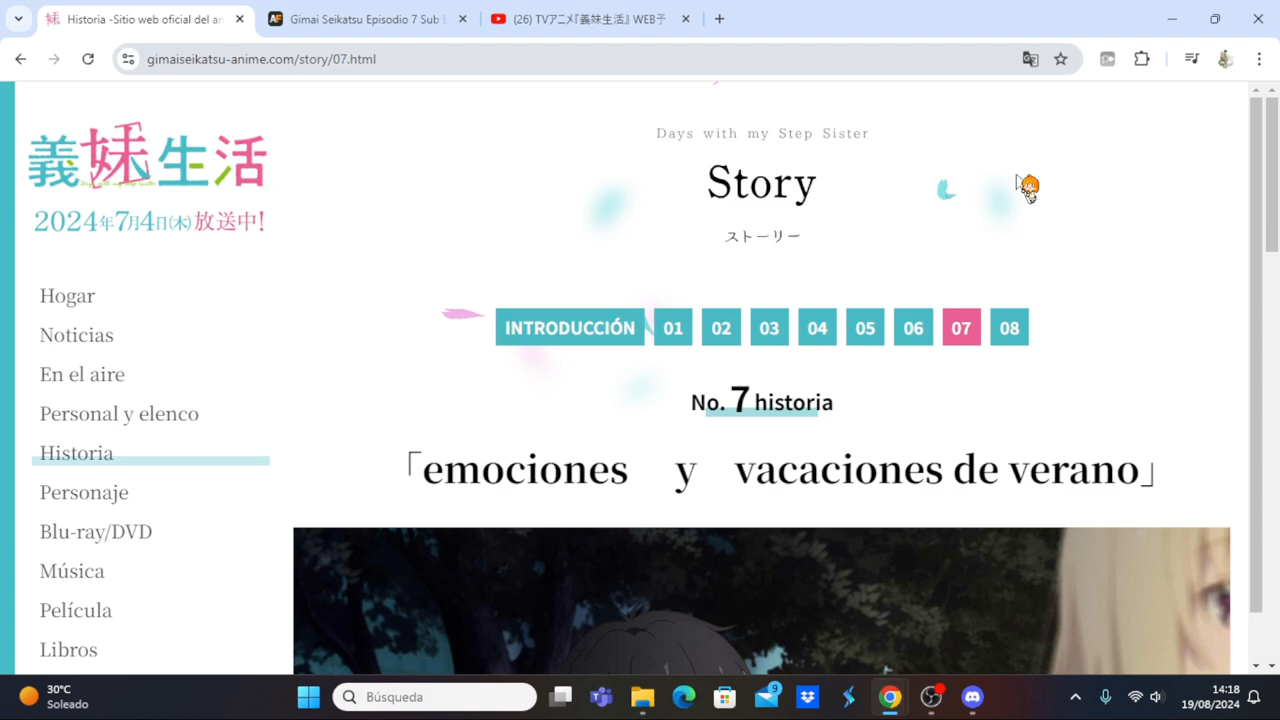 Historia -Sitio web oficial del an
Gimai Seikatsu Episodio 7 Sub E
(26) TVアニメ『義妹生活』 WEB予
gimaiseikatsu-anime.com/story/07.html
義妹生活
2024年7月4日(木)放送中!
Hogar
Noticias
En el aire
Personal y elenco
Historia
Personaje
Blu-ray/DVD
Música
Película
Libros
Days with my Step Sister
Story
ストーリー
INTRODUCCIÓN 01 02 03 04 05 06 07 08
No. 7 historia
「emociones y vacaciones de verano」
30°C
Soleado
Búsqueda
9
14:18
19/08/2024